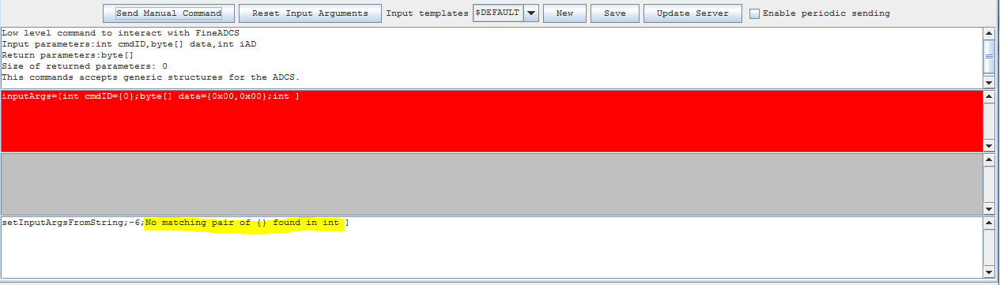 Send Manual Command Reset Input Arguments Input templates $DEFAULT New Save Update Server Enable periodic sending
Low level command to interact with FineADCS
Input parameters:int cmdID,byte[] data,int iAD
Return parameters:byte[]
Size of returned parameters: 0
This commands accepts generic structures for the ADCS.
inputArgs=[int cmdID={0};byte[] data={0x00,0x00};int ]
setInputArgsFromString;-6;No matching pair of {} found in int ]